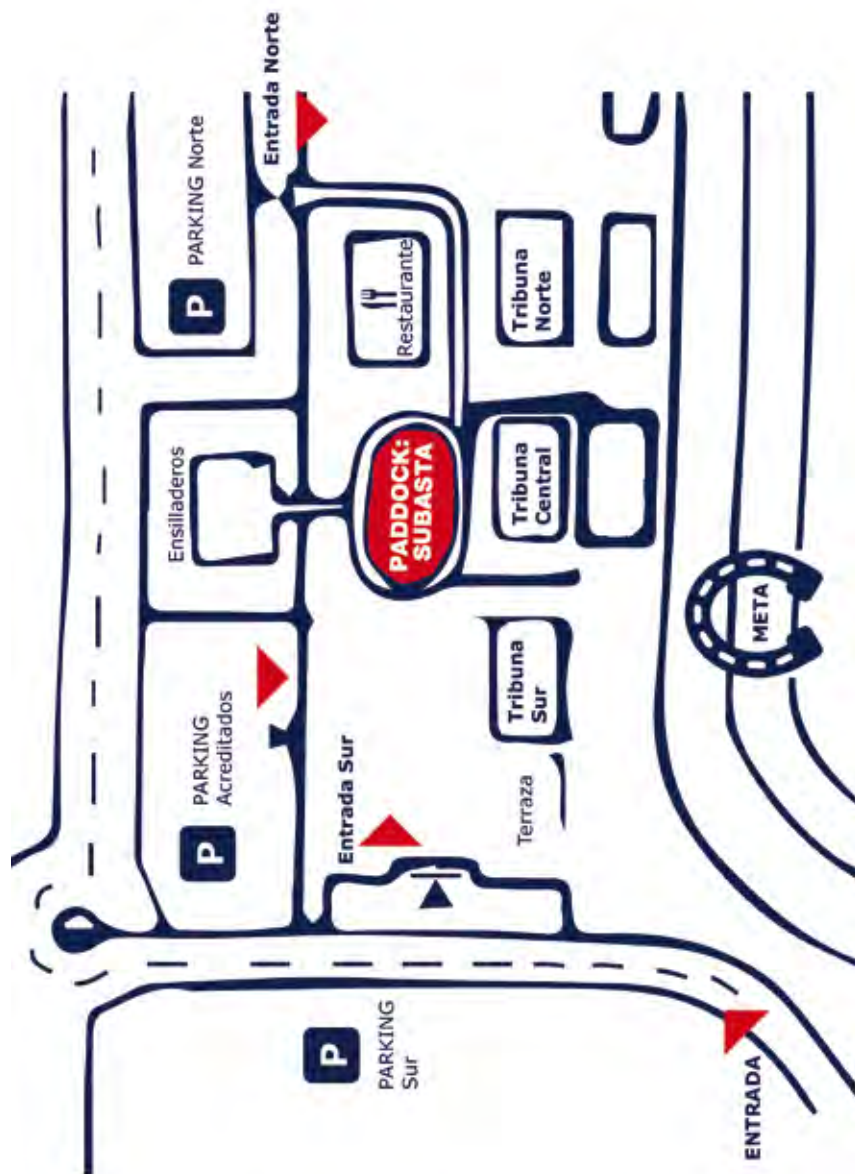 Entrada Norte
P
PARKING Norte
Restaurante
Tribuna
Norte
Ensilladeros
PADDOCK:
SUBASTA
Tribuna
Central
META
P
PARKING
Acreditados
Entrada Sur
Tribuna
Sur
Terraza
P
PARKING
Sur
ENTRADA